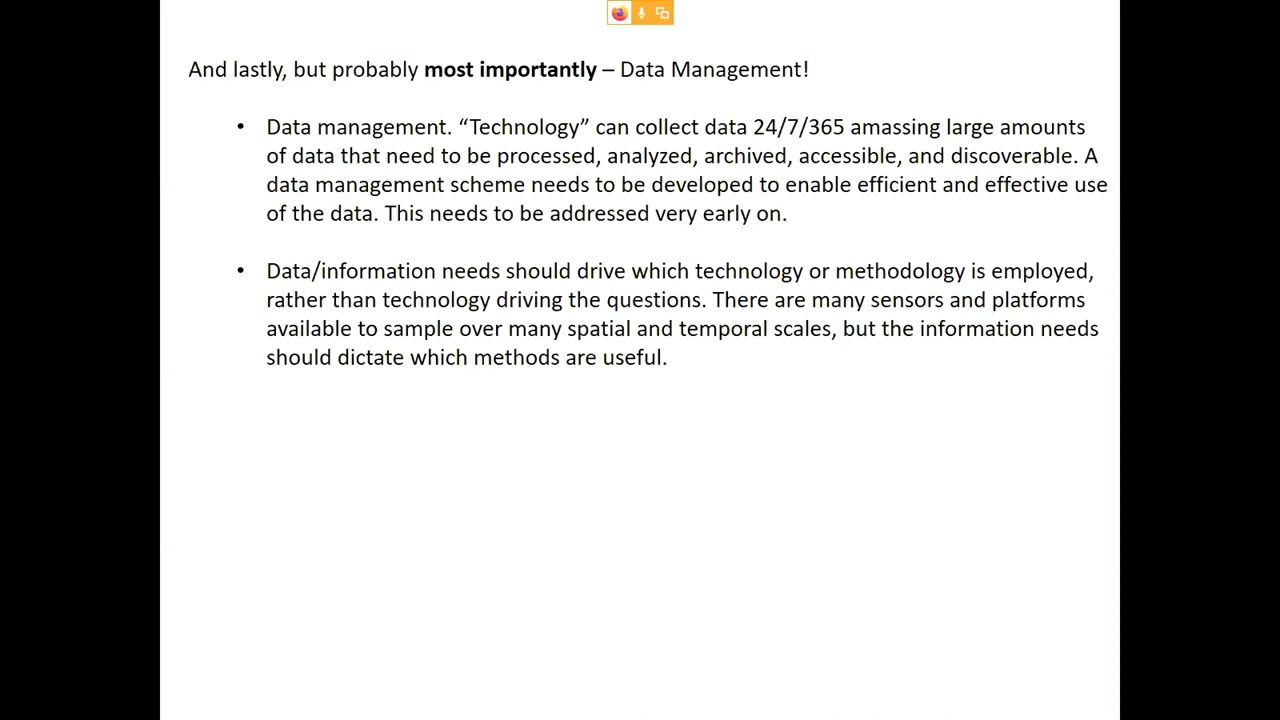 And lastly, but probably most importantly – Data Management!
• Data management. “Technology” can collect data 24/7/365 amassing large amounts
of data that need to be processed, analyzed, archived, accessible, and discoverable. A
data management scheme needs to be developed to enable efficient and effective use
of the data. This needs to be addressed very early on.
• Data/information needs should drive which technology or methodology is employed,
rather than technology driving the questions. There are many sensors and platforms
available to sample over many spatial and temporal scales, but the information needs
should dictate which methods are useful.